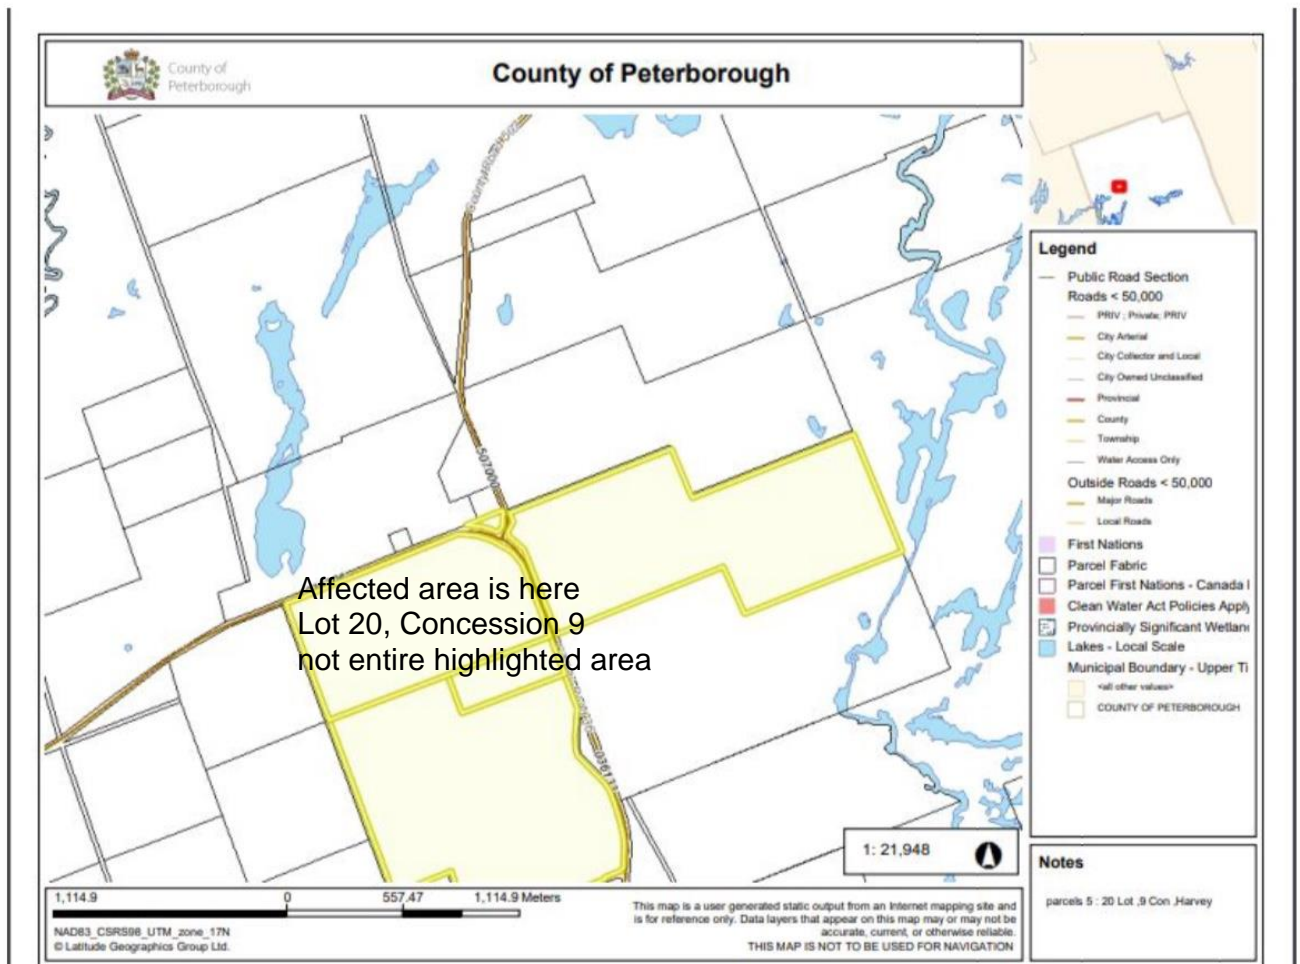 County of
Peterborough
County of Peterborough
County Road 507
507000
Affected area is here
Lot 20, Concession 9
not entire highlighted area
036131
1: 21,948
1,114.9
0
557.47
1,114.9 Meters
NAD83_CSRS98_UTM_zone_17N
© Latitude Geographics Group Ltd.
This map is a user generated static output from an Internet mapping site and
is for reference only. Data layers that appear on this map may or may not be
accurate, current, or otherwise reliable.
THIS MAP IS NOT TO BE USED FOR NAVIGATION
Legend
Public Road Section
Roads < 50,000
PRIV ; Private; PRIV
City Arterial
City Collector and Local
City Owned Unclassified
Provincial
County
Township
Water Access Only
Outside Roads < 50,000
Major Roads
Local Roads
First Nations
Parcel Fabric
Parcel First Nations - Canada l
Clean Water Act Policies Apply
Provincially Significant Wetlan
Lakes - Local Scale
Municipal Boundary - Upper Ti
<all other values>
COUNTY OF PETERBOROUGH
Notes
parcels 5 : 20 Lot ,9 Con ,Harvey